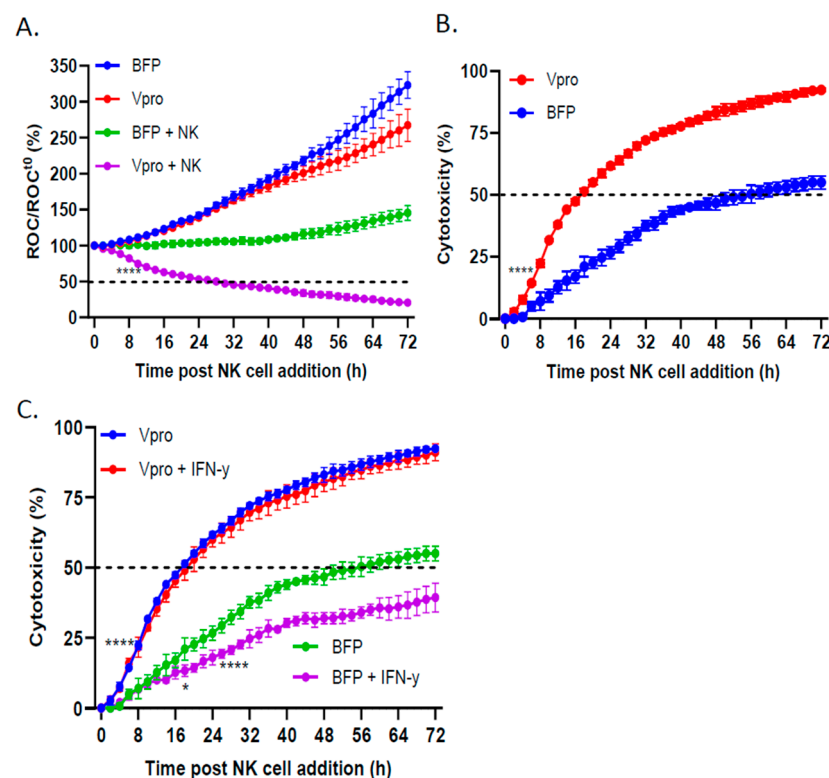 A.
BFP
Vpro
BFP + NK
Vpro + NK
ROC/ROCᵗ⁰ (%)
350
300
250
200
150
100
50
0
****
0 8 16 24 32 40 48 56 64 72
Time post NK cell addition (h)
B.
Vpro
BFP
Cytotoxicity (%)
100
75
50
25
0
****
0 8 16 24 32 40 48 56 64 72
Time post NK cell addition (h)
C.
Vpro
Vpro + IFN-y
Cytotoxicity (%)
100
75
50
25
0
****
*
****
BFP
BFP + IFN-y
0 8 16 24 32 40 48 56 64 72
Time post NK cell addition (h)